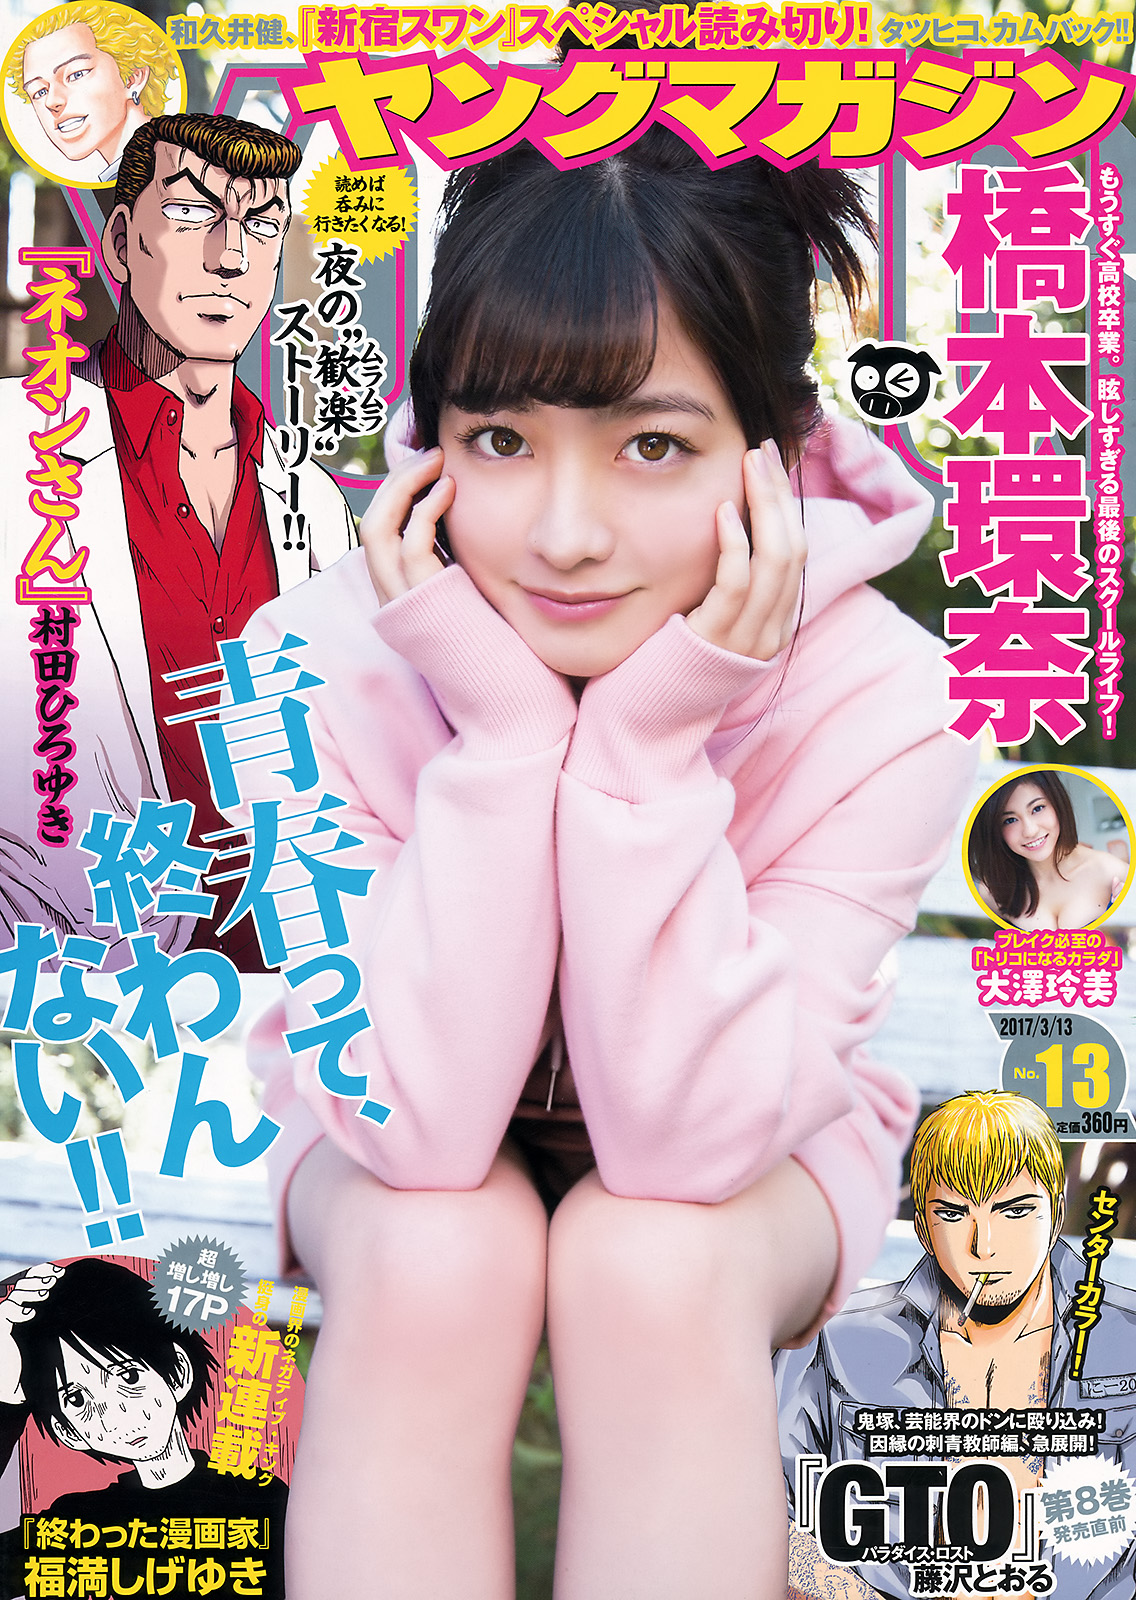 和久井健、『新宿スワン』スペシャル読み切り! タツヒコ、カムバック!!
ヤングマガジン
もうすぐ高校卒業。眩しすぎる最後のスクールライフ!
橋本環奈
読めば
呑みに
行きたくなる!
夜の”歓楽“
ムラムラ
ストーリー!!
『ネオンさん』村田ひろゆき
青春って、
終わん
ない!!
ブレイク必至の
「トリコになるカラダ」
大澤玲美
2017/3/13
No.13
定価360円
センターカラー!
にー20
鬼塚、芸能界のドンに殴り込み!
因縁の刺青教師編、急展開!
『GTO』
パラダイス・ロスト
藤沢とおる
第8巻
発売直前
超
増し増し
17P
漫画界のネガティブ・キング
挺身の
新連載
『終わった漫画家』
福満しげゆき